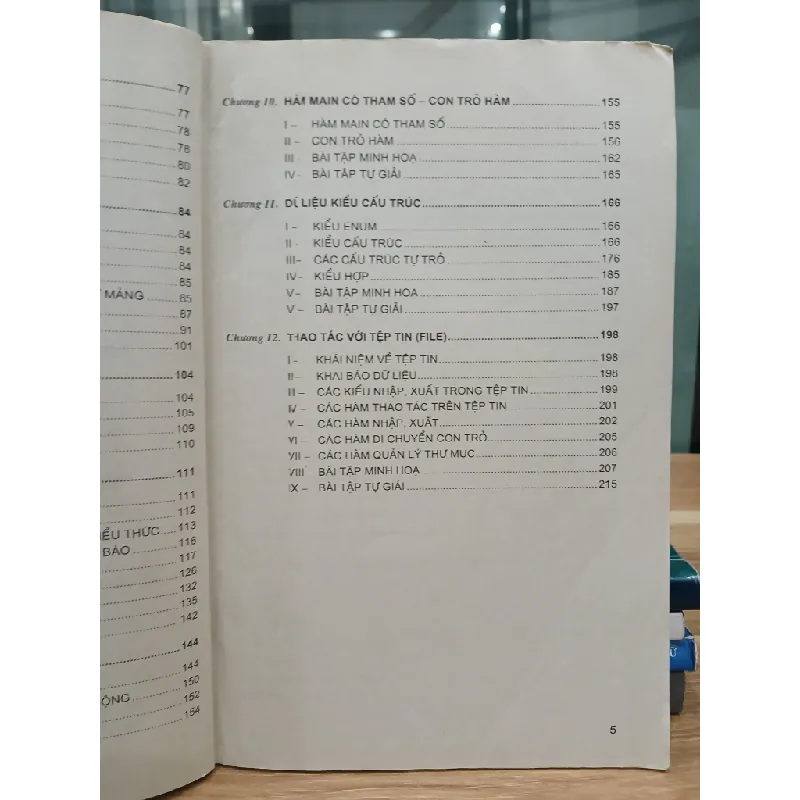 77
77
78
78
80
82
84
84
84
84
85
MẢNG 85
87
91
101
104
104
105
109
110
111
111
112
THỨC 113
BÁO 116
117
126
132
135
142
144
144
150
ỘNG 152
154
Chương 10. HÀM MAIN CÓ THAM SỐ – CON TRỎ HÀM 155
I – HÀM MAIN CÓ THAM SỐ 155
II – CON TRỎ HÀM 156
III – BÀI TẬP MINH HOẠ 162
IV – BÀI TẬP TỰ GIẢI 165
Chương 11. DỮ LIỆU KIỂU CẤU TRÚC 166
I – KIỂU ENUM 166
II – KIỂU CẤU TRÚC 166
III – CÁC CẤU TRÚC TỰ TRỎ 176
IV – KIỂU HỢP 185
V – BÀI TẬP MINH HOẠ 187
V – BÀI TẬP TỰ GIẢI 197
Chương 12. THAO TÁC VỚI TỆP TIN (FILE) 198
I – KHÁI NIỆM VỀ TỆP TIN 198
II – KHAI BÁO DỮ LIỆU 198
III – CÁC KIỂU NHẬP, XUẤT TRONG TỆP TIN 199
IV – CÁC HÀM THAO TÁC TRÊN TỆP TIN 201
V – CÁC HÀM NHẬP, XUẤT 202
VI – CÁC HÀM DI CHUYỂN CON TRỎ 205
VII – CÁC HÀM QUẢN LÝ THƯ MỤC 206
VIII BÀI TẬP MINH HOẠ 207
IX – BÀI TẬP TỰ GIẢI 215
5